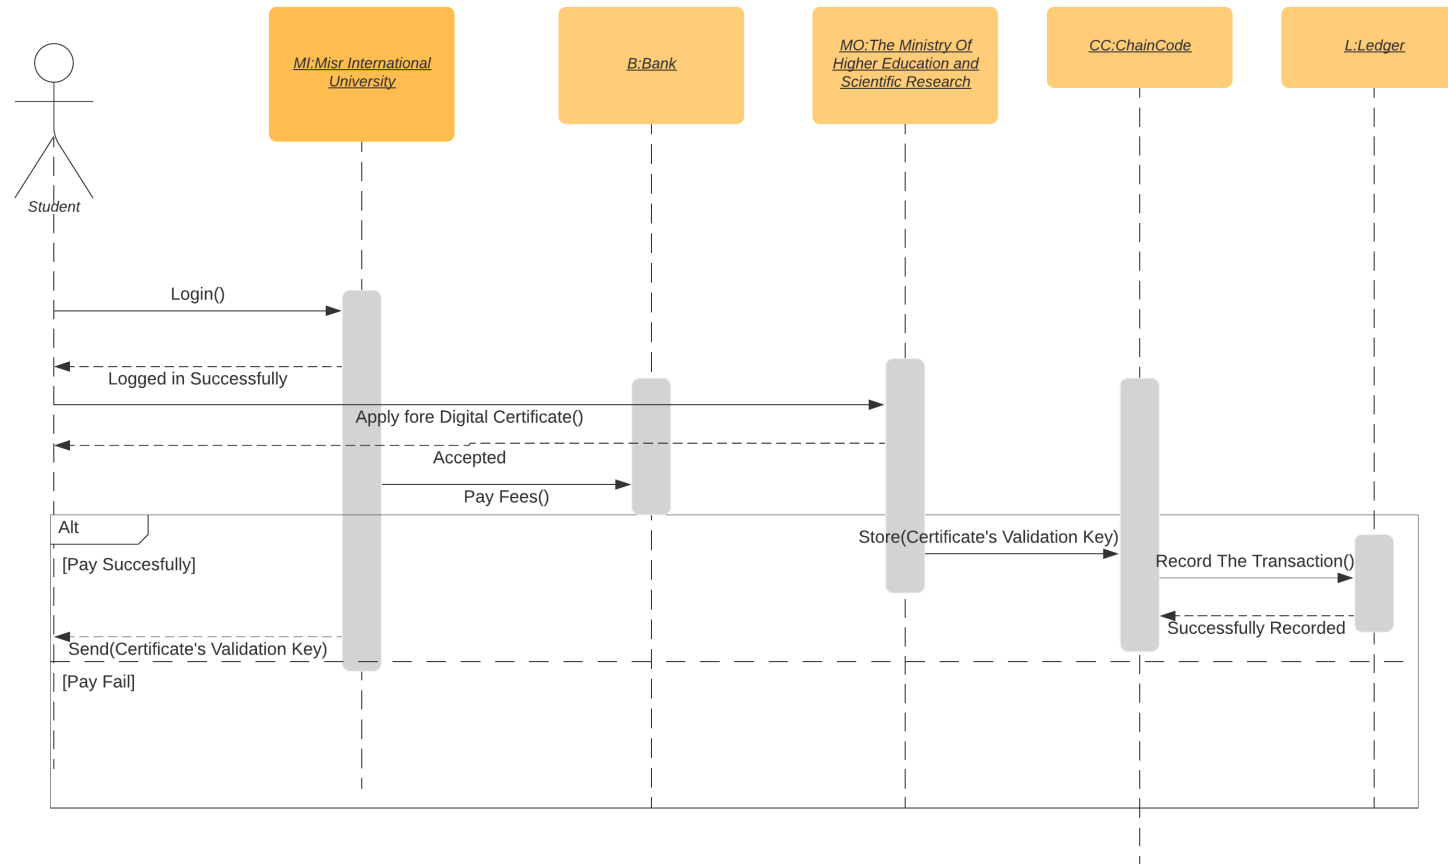 MI:Misr International
University
B:Bank
MO:The Ministry Of
Higher Education and
Scientific Research
CC:ChainCode
L:Ledger
Student
Login()
Logged in Successfully
Apply fore Digital Certificate()
Accepted
Pay Fees()
Alt
Store(Certificate's Validation Key)
[Pay Succesfully]
Record The Transaction()
Successfully Recorded
Send(Certificate's Validation Key)
[Pay Fail]